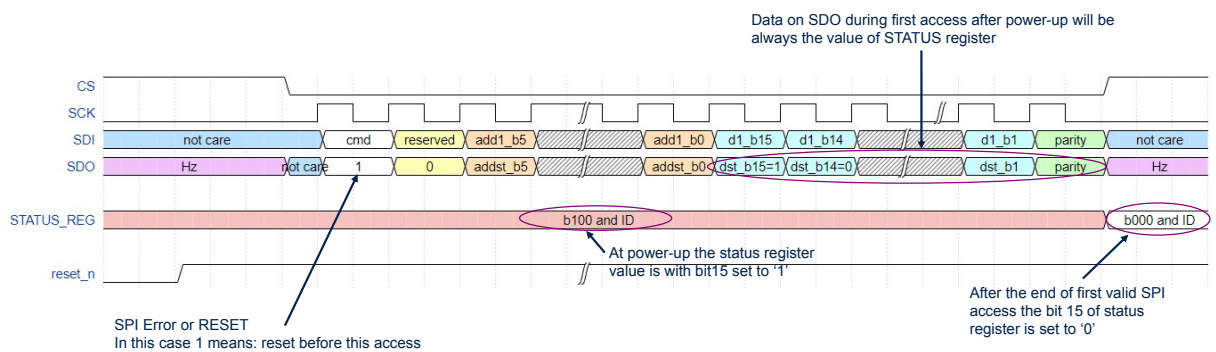 Data on SDO during first access after power-up will be
always the value of STATUS register
CS
SCK
SDI not care cmd reserved add1_b5 add1_b0 d1_b15 d1_b14 d1_b1 parity not care
SDO Hz not care 1 0 addst_b5 addst_b0 dst_b15=1 dst_b14=0 dst_b1 parity Hz
STATUS_REG b100 and ID b000 and ID
At power-up the status register
value is with bit15 set to ‘1’
reset_n
After the end of first valid SPI
access the bit 15 of status
register is set to ‘0’
SPI Error or RESET
In this case 1 means: reset before this access